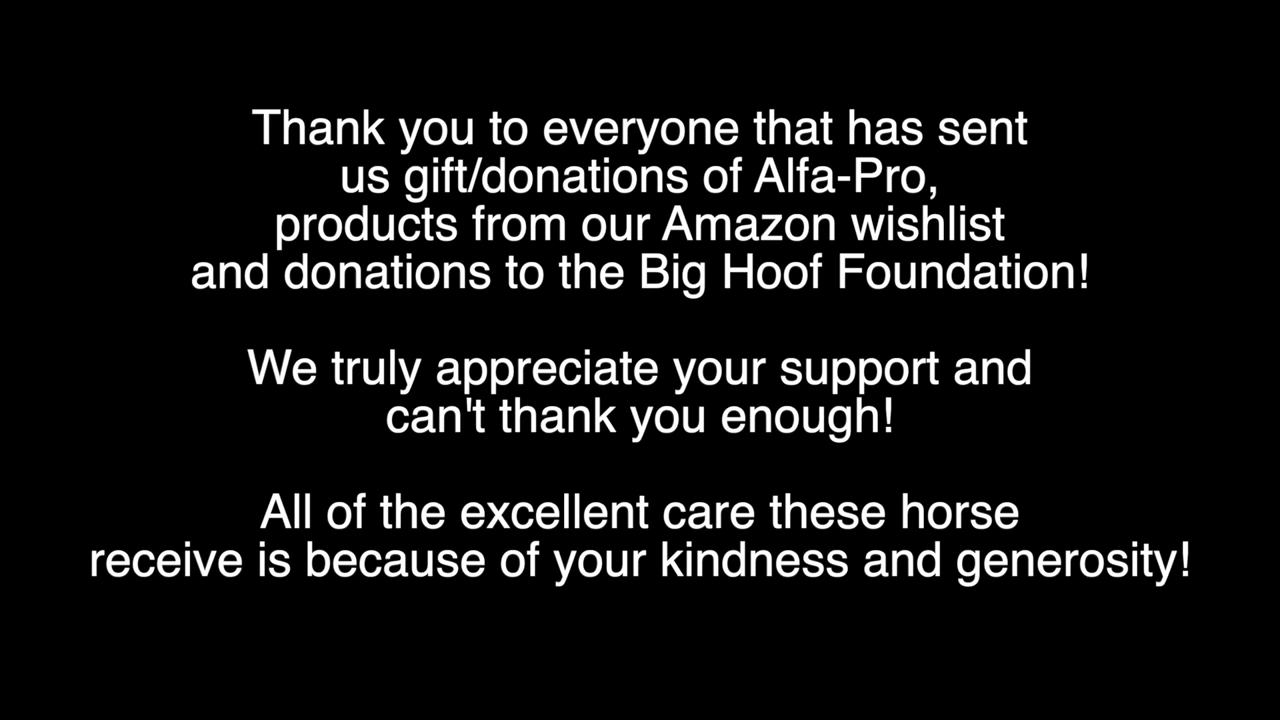 Thank you to everyone that has sent
us gift/donations of Alfa-Pro,
products from our Amazon wishlist
and donations to the Big Hoof Foundation!
We truly appreciate your support and
can't thank you enough!
All of the excellent care these horse
receive is because of your kindness and generosity!